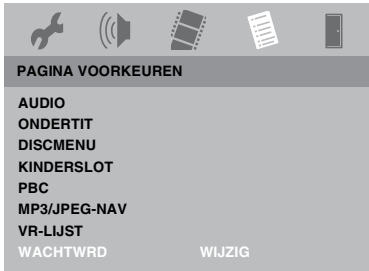 PAGINA VOORKEUREN
AUDIO
ONDERTIT
DISCMENU
KINDERSLOT
PBC
MP3/JPEG-NAV
VR-LIJST
WACHTWRD WIJZIG